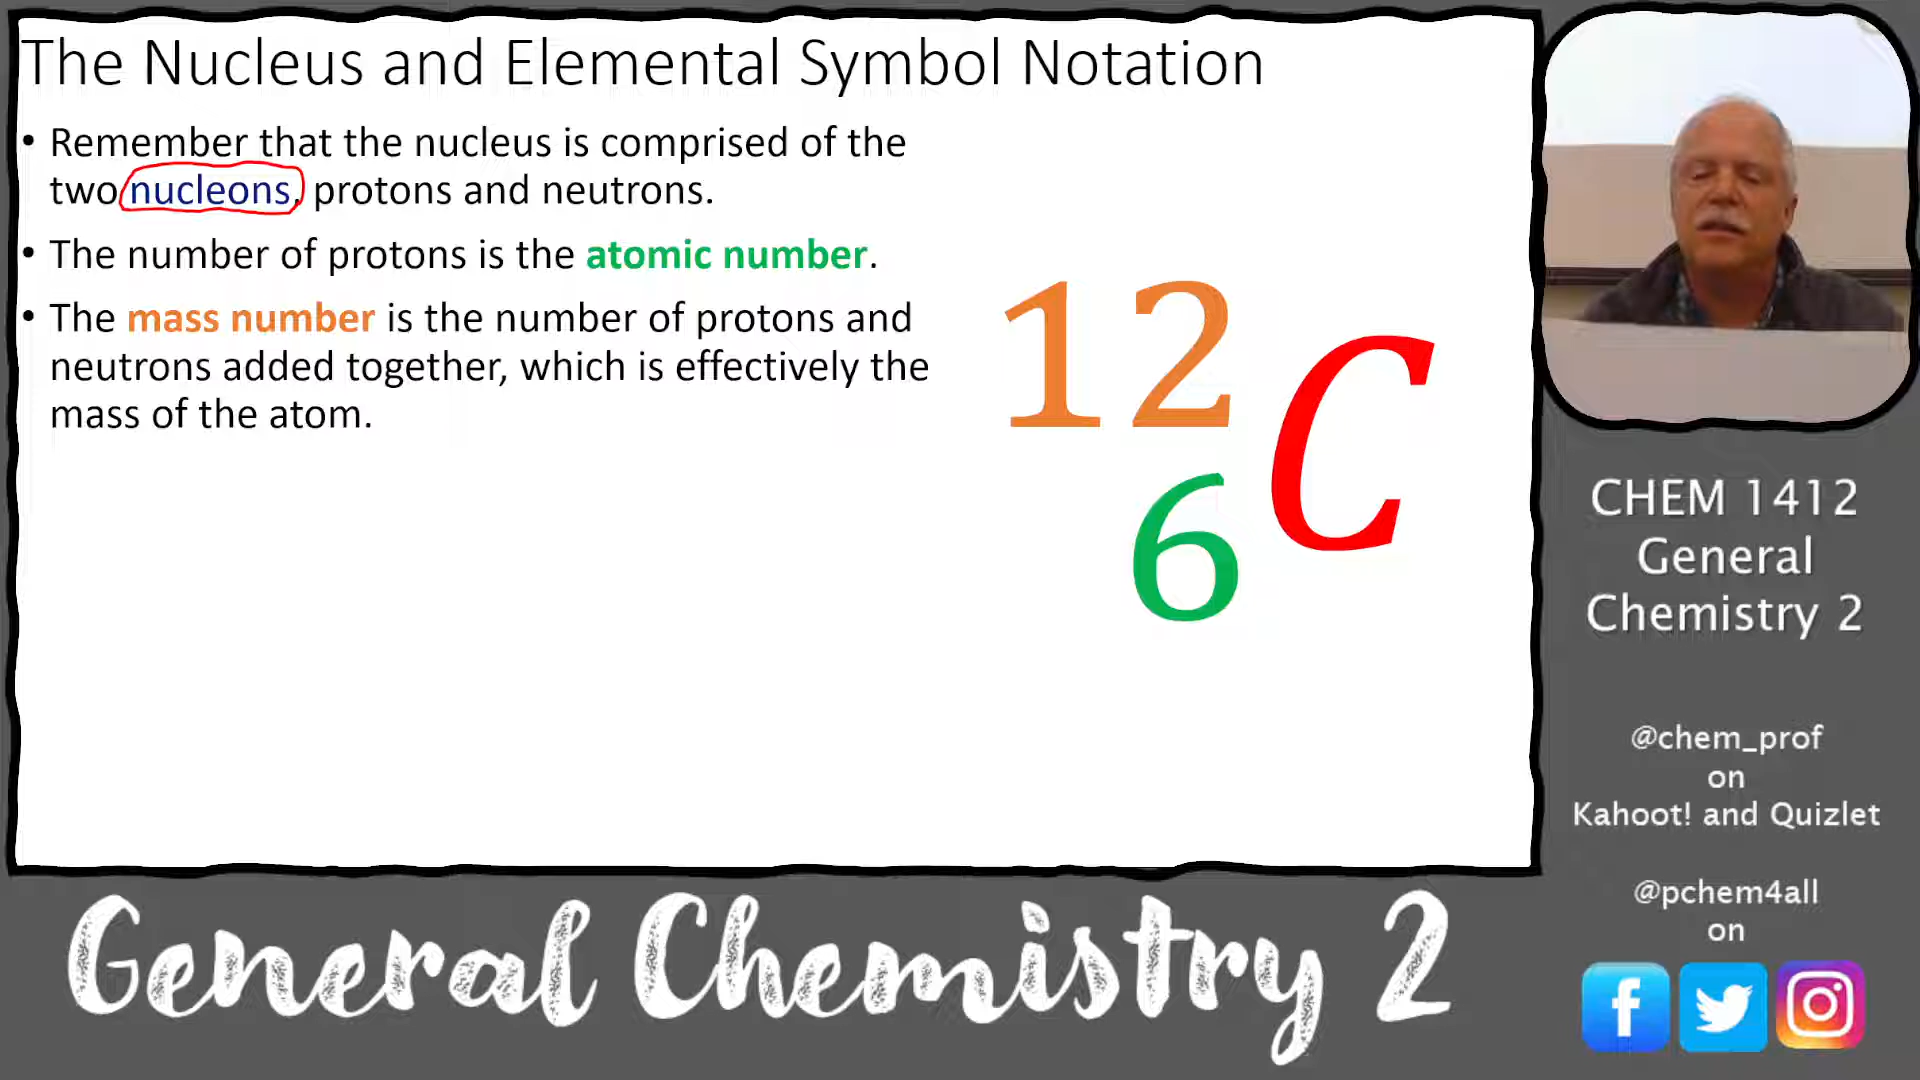 The Nucleus and Elemental Symbol Notation
• Remember that the nucleus is comprised of the
two nucleons, protons and neutrons.
• The number of protons is the atomic number.
• The mass number is the number of protons and
neutrons added together, which is effectively the
mass of the atom.
12
C
6
CHEM 1412
General
Chemistry 2
@chem_prof
on
Kahoot! and Quizlet
@pchem4all
on
General Chemistry 2